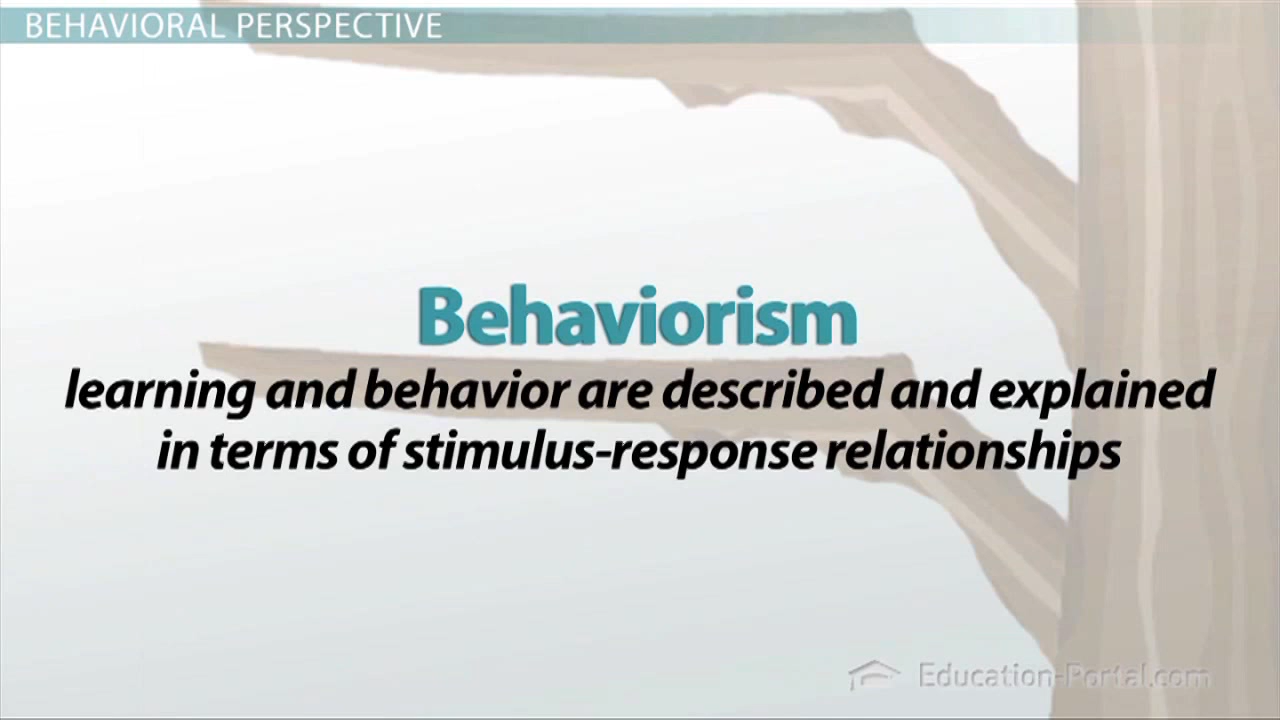 BEHAVIORAL PERSPECTIVE
Behaviorism
learning and behavior are described and explained
in terms of stimulus-response relationships
Education-Portal.com